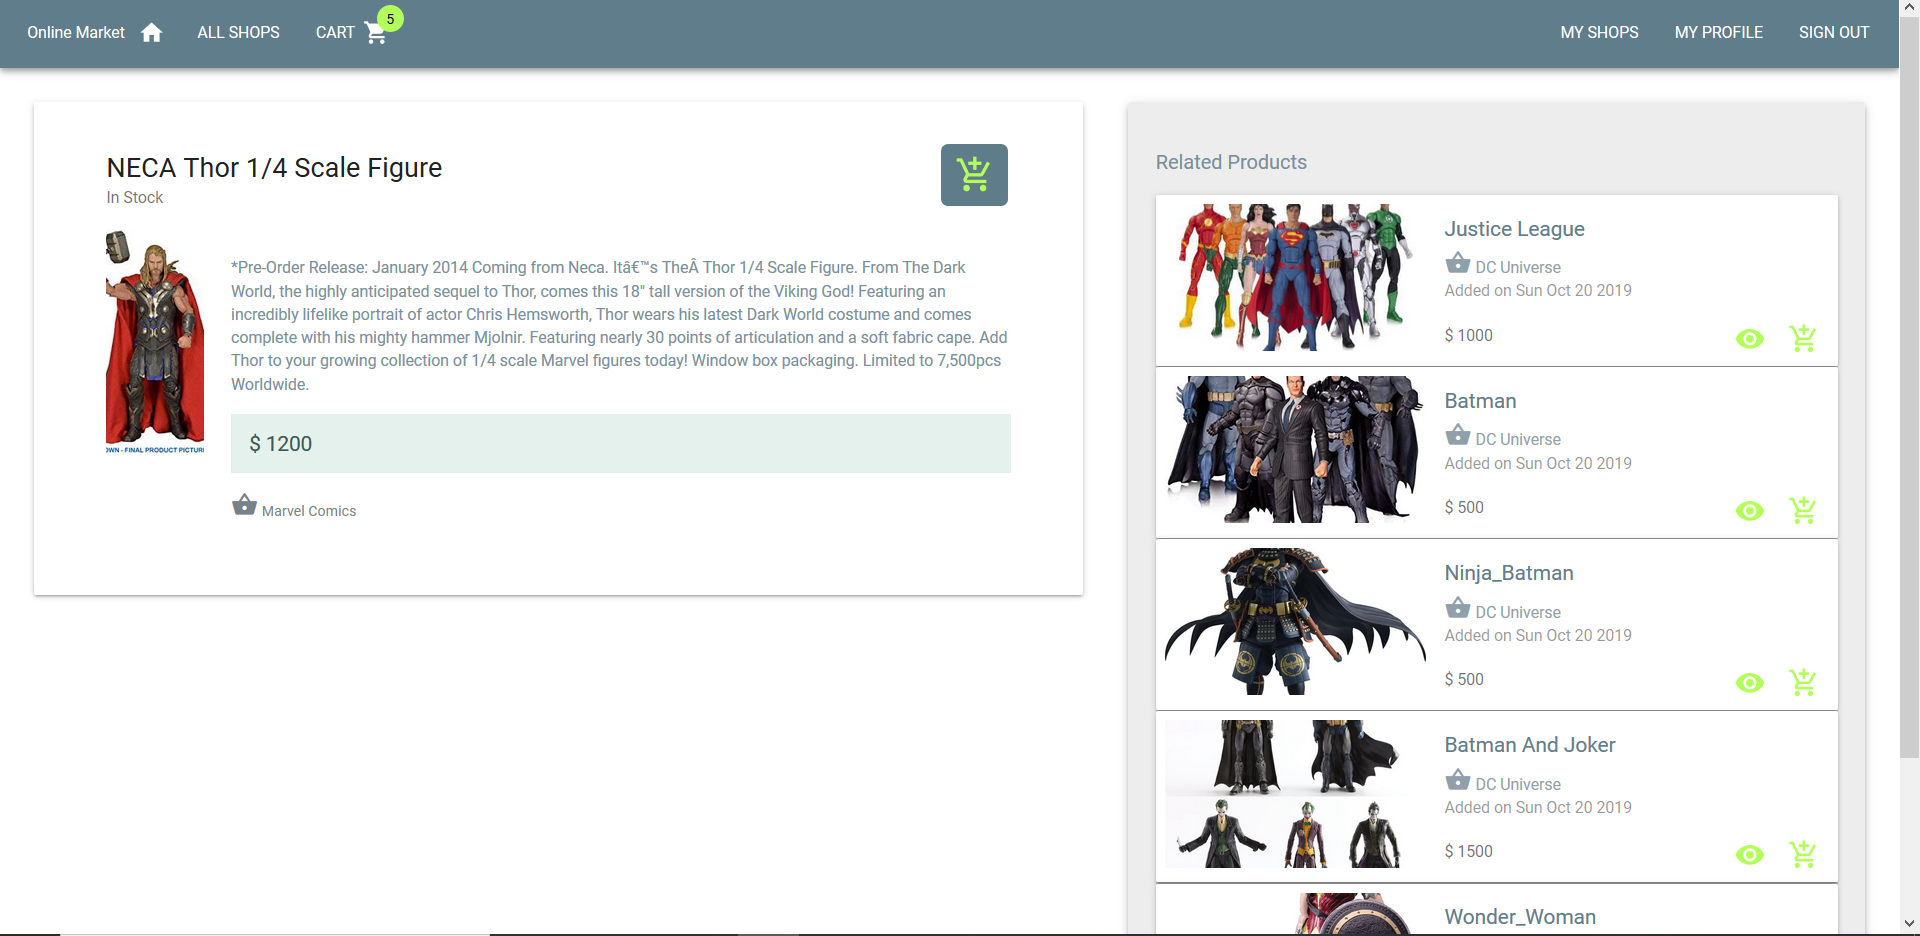 Online Market
ALL SHOPS
CART
5
MY SHOPS
MY PROFILE
SIGN OUT
NECA Thor 1/4 Scale Figure
In Stock
OWN - FINAL PRODUCT PICTUR
*Pre-Order Release: January 2014 Coming from Neca. Itâ€™s TheÂ Thor 1/4 Scale Figure. From The Dark
World, the highly anticipated sequel to Thor, comes this 18" tall version of the Viking God! Featuring an
incredibly lifelike portrait of actor Chris Hemsworth, Thor wears his latest Dark World costume and comes
complete with his mighty hammer Mjolnir. Featuring nearly 30 points of articulation and a soft fabric cape. Add
Thor to your growing collection of 1/4 scale Marvel figures today! Window box packaging. Limited to 7,500pcs
Worldwide.
$ 1200
Marvel Comics
Related Products
Justice League
DC Universe
Added on Sun Oct 20 2019
$ 1000
Batman
DC Universe
Added on Sun Oct 20 2019
$ 500
Ninja_Batman
DC Universe
Added on Sun Oct 20 2019
$ 500
Batman And Joker
DC Universe
Added on Sun Oct 20 2019
$ 1500
Wonder_Woman